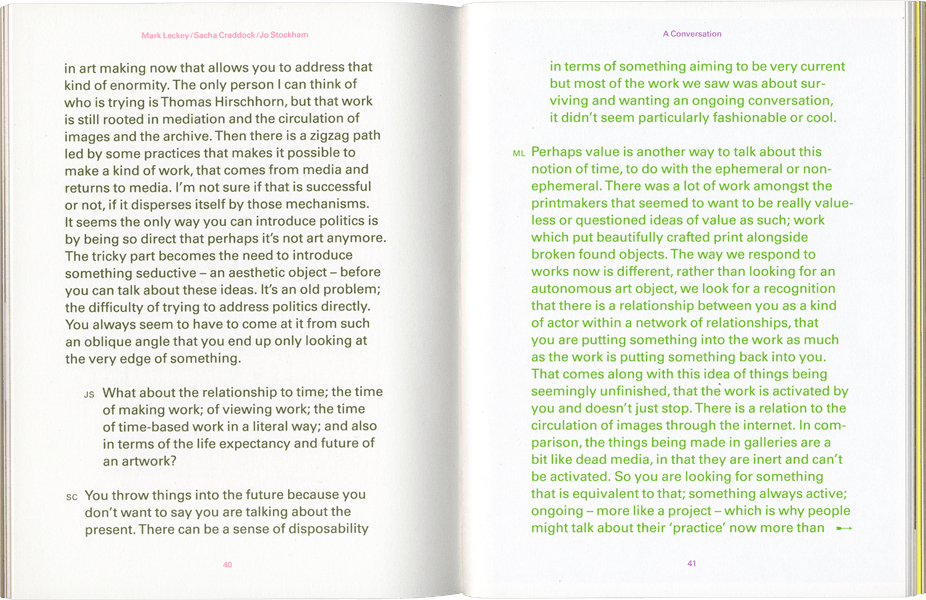 Mark Leckey/Sacha Craddock/Jo Stockham
in art making now that allows you to address that
kind of enormity. The only person I can think of
who is trying is Thomas Hirschhorn, but that work
is still rooted in mediation and the circulation of
images and the archive. Then there is a zigzag path
led by some practices that makes it possible to
make a kind of work, that comes from media and
returns to media. I'm not sure if that is successful
or not, if it disperses itself by those mechanisms.
It seems the only way you can introduce politics is
by being so direct that perhaps it's not art anymore.
The tricky part becomes the need to introduce
something seductive – an aesthetic object – before
you can talk about these ideas. It's an old problem;
the difficulty of trying to address politics directly.
You always seem to have to come at it from such
an oblique angle that you end up only looking at
the very edge of something.
JS What about the relationship to time; the time
of making work; of viewing work; the time
of time-based work in a literal way; and also
in terms of the life expectancy and future of
an artwork?
SC You throw things into the future because you
don't want to say you are talking about the
present. There can be a sense of disposability
40
A Conversation
in terms of something aiming to be very current
but most of the work we saw was about sur-
viving and wanting an ongoing conversation,
it didn't seem particularly fashionable or cool.
ML Perhaps value is another way to talk about this
notion of time, to do with the ephemeral or non-
ephemeral. There was a lot of work amongst the
printmakers that seemed to want to be really value-
less or questioned ideas of value as such; work
which put beautifully crafted print alongside
broken found objects. The way we respond to
works now is different, rather than looking for an
autonomous art object, we look for a recognition
that there is a relationship between you as a kind
of actor within a network of relationships, that
you are putting something into the work as much
as the work is putting something back into you.
That comes along with this idea of things being
seemingly unfinished, that the work is activated by
you and doesn't just stop. There is a relation to the
circulation of images through the internet. In com-
parison, the things being made in galleries are a
bit like dead media, in that they are inert and can't
be activated. So you are looking for something
that is equivalent to that; something always active;
ongoing – more like a project – which is why people
might talk about their 'practice' now more than
41